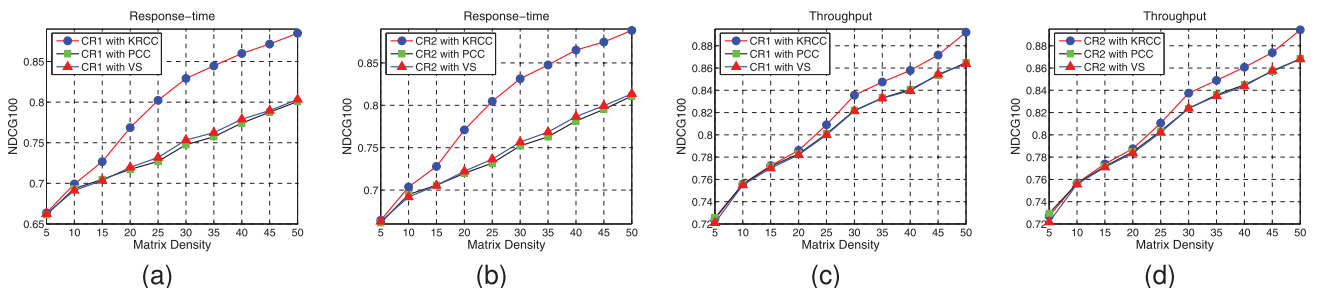 Response-time
CR1 with KRCC
CR1 with PCC
CR1 with VS
NDCG100
0.85
0.8
0.75
0.7
0.65
5 10 15 20 25 30 35 40 45 50
Matrix Density
(a)
Response-time
CR2 with KRCC
CR2 with PCC
CR2 with VS
NDCG100
0.85
0.8
0.75
0.7
5 10 15 20 25 30 35 40 45 50
Matrix Density
(b)
Throughput
CR1 with KRCC
CR1 with PCC
CR1 with VS
NDCG100
0.88
0.86
0.84
0.82
0.8
0.78
0.76
0.74
0.72
5 10 15 20 25 30 35 40 45 50
Matrix Density
(c)
Throughput
CR2 with KRCC
CR2 with PCC
CR2 with VS
NDCG100
0.88
0.86
0.84
0.82
0.8
0.78
0.76
0.74
0.72
5 10 15 20 25 30 35 40 45 50
Matrix Density
(d)